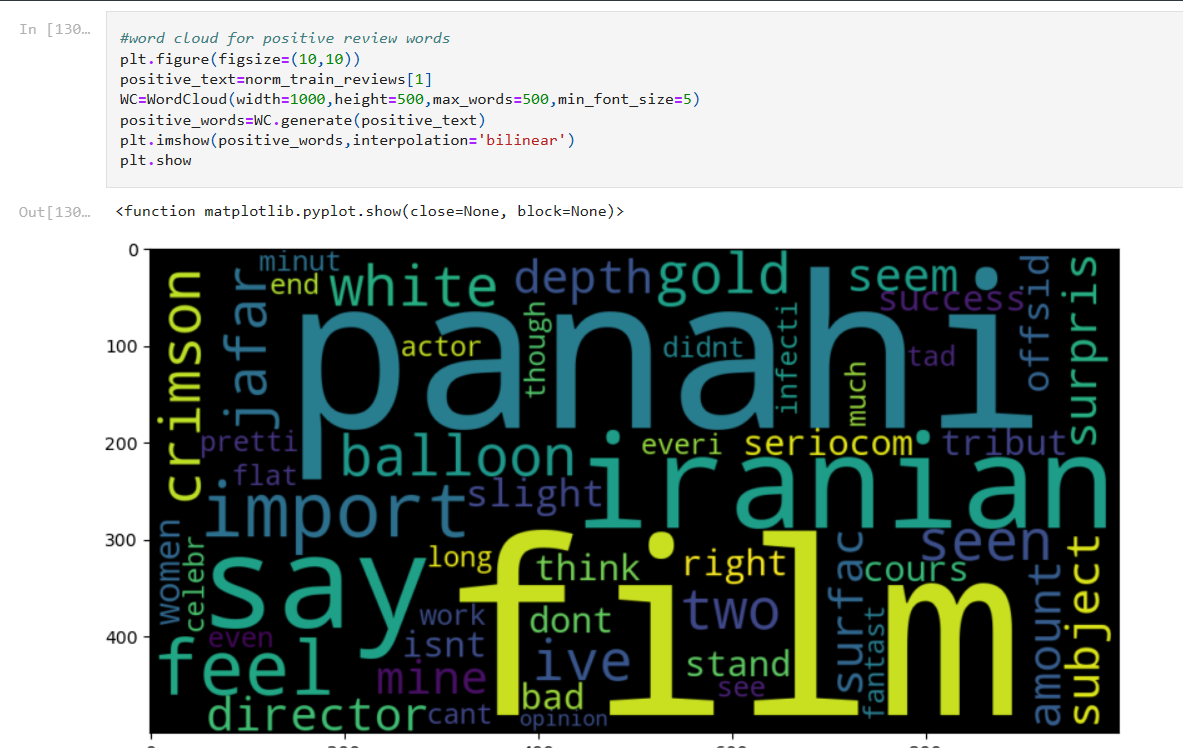 In [130…
#word cloud for positive review words
plt.figure(figsize=(10,10))
positive_text=norm_train_reviews[1]
WC=WordCloud(width=1000,height=500,max_words=500,min_font_size=5)
positive_words=WC.generate(positive_text)
plt.imshow(positive_words,interpolation='bilinear')
plt.show
Out[130…
<function matplotlib.pyplot.show(close=None, block=None)>
0
100
200
300
400
minut
end
white
depth
gold
seem
success
offsid
surpris
crimson
jafar
panahi
actor
though
didnt
infecti
much
tad
pretti
flat
balloon
everi
seriocom
tribut
iranian
import
slight
women
celebr
say
long
film
think
right
surfac
seen
cours
amount
subject
work
dont
two
even
isnt
feel
mine
ive
stand
see
fantast
bad
director
cant
opinion